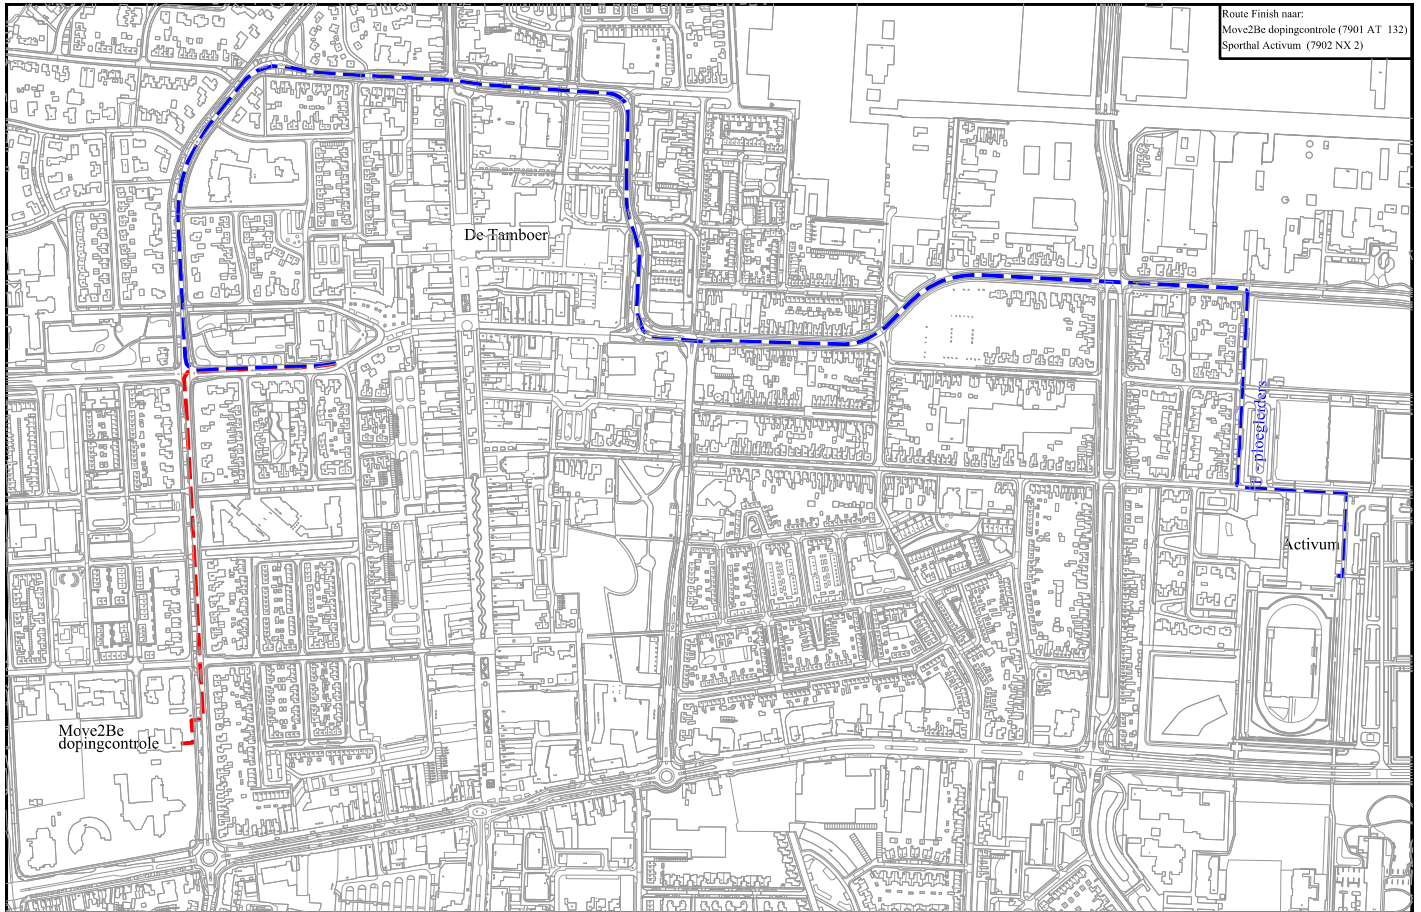 Route Finish naar:
Move2Be dopingcontrole (7901 AT 132)
Sporthal Activum (7902 NX 2)
De Tamboer
ploegleiders
Activum
Move2Be
dopingcontrole